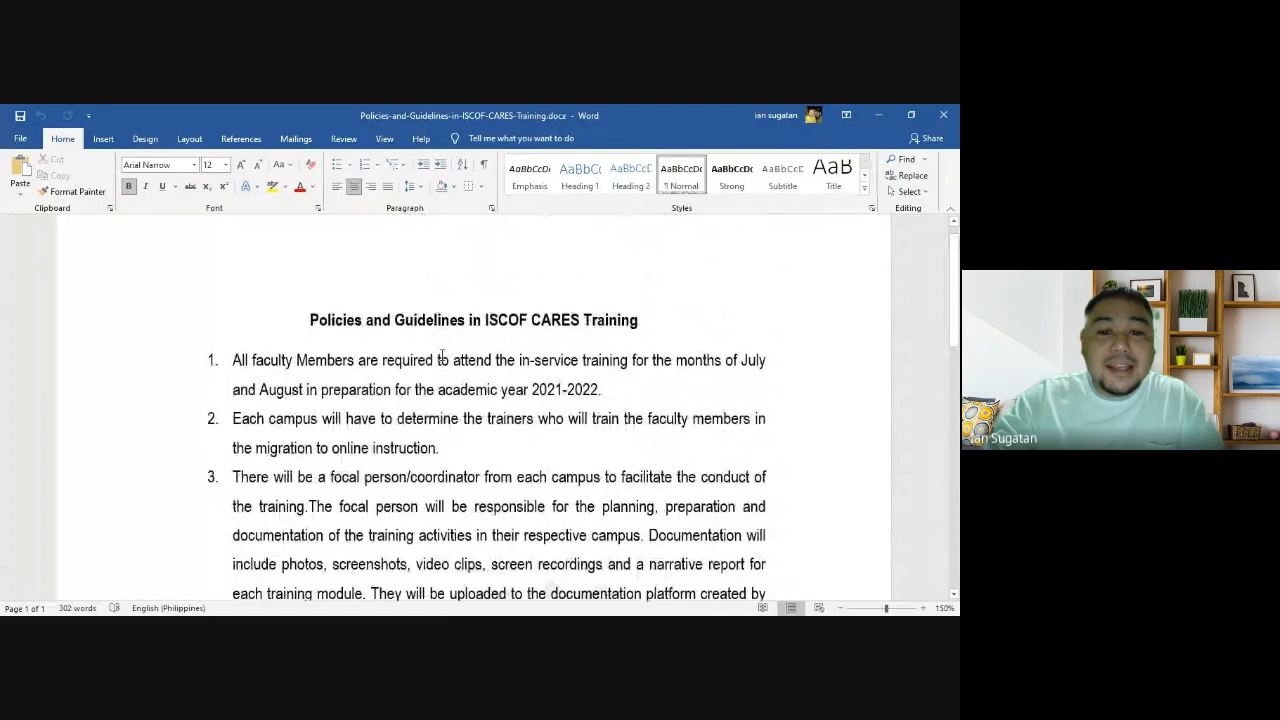 Policies-and-Guidelines-in-ISCOF-CARES-Training.docx - Word
ian sugatan
File Home Insert Design Layout References Mailings Review View Help Tell me what you want to do Share
Paste
Cut
Copy
Format Painter
Clipboard
Arial Narrow 12
Font
Paragraph
AaBbCcDc AaBbCc AaBbCcD AaBbCcDc AaBbCcDc AaBbCcD AaB
Emphasis Heading 1 Heading 2 ¶ Normal Strong Subtitle Title
Styles
Find
Replace
Select
Editing
Policies and Guidelines in ISCOF CARES Training
1. All faculty Members are required to attend the in-service training for the months of July
and August in preparation for the academic year 2021-2022.
2. Each campus will have to determine the trainers who will train the faculty members in
the migration to online instruction.
3. There will be a focal person/coordinator from each campus to facilitate the conduct of
the training.The focal person will be responsible for the planning, preparation and
documentation of the training activities in their respective campus. Documentation will
include photos, screenshots, video clips, screen recordings and a narrative report for
each training module. They will be uploaded to the documentation platform created by
Page 1 of 1 302 words English (Philippines) 150%
Ian Sugatan